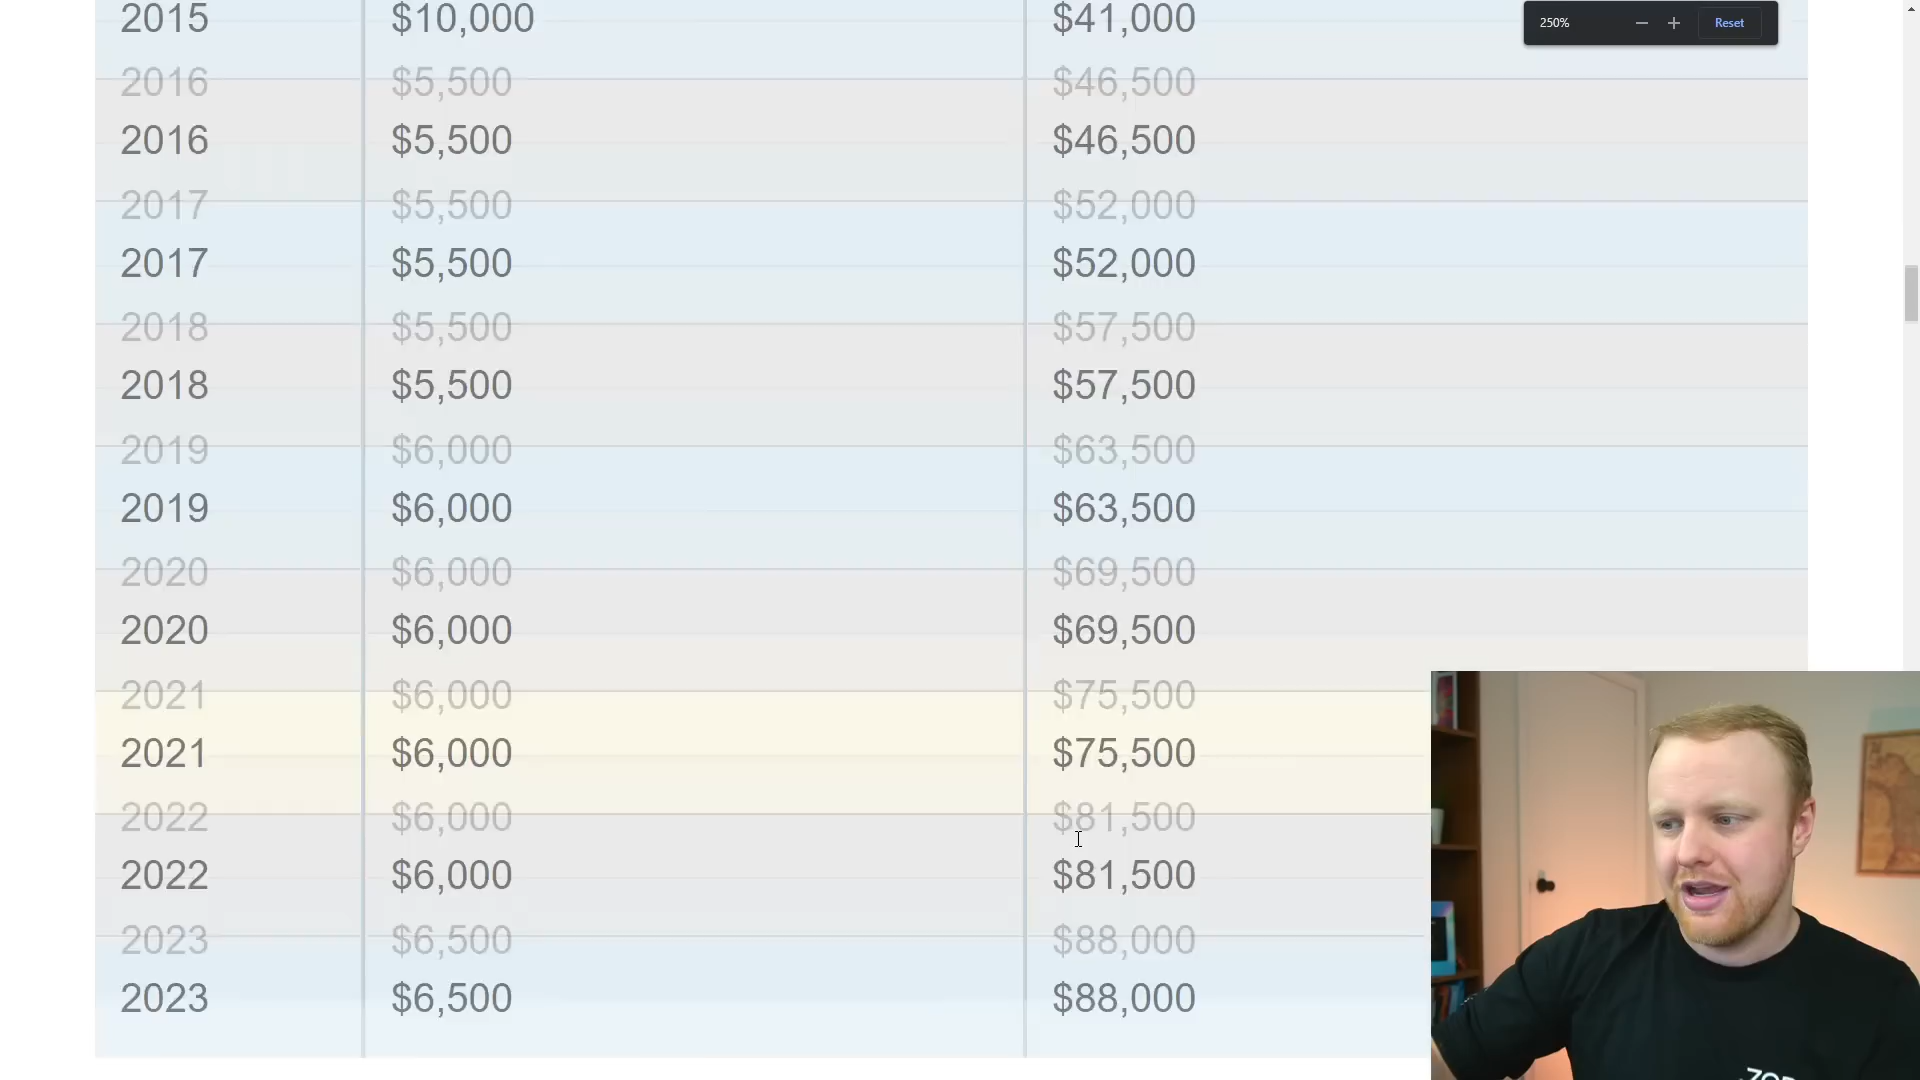 250%
Reset
2015 $10,000 $41,000
2016 $5,500 $46,500
2016 $5,500 $46,500
2017 $5,500 $52,000
2017 $5,500 $52,000
2018 $5,500 $57,500
2018 $5,500 $57,500
2019 $6,000 $63,500
2019 $6,000 $63,500
2020 $6,000 $69,500
2020 $6,000 $69,500
2021 $6,000 $75,500
2021 $6,000 $75,500
2022 $6,000 $81,500
2022 $6,000 $81,500
2023 $6,500 $88,000
2023 $6,500 $88,000